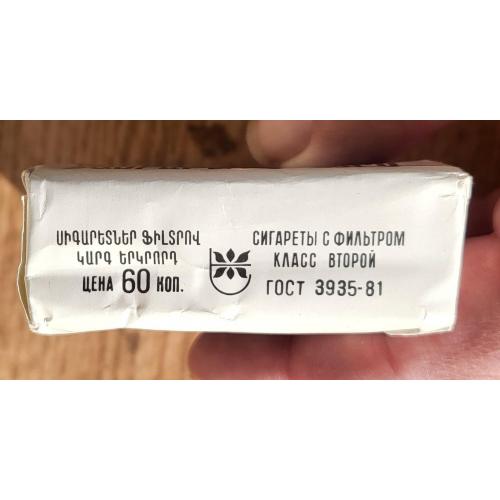 ՍԻԳԱՐԵՏՆԵՐ ՖԻԼՏՐՈՎ
ԿԱՐԳ ԵՐԿՐՈՐԴ
ЦЕНА 60 КОП.
СИГАРЕТЫ С ФИЛЬТРОМ
КЛАСС ВТОРОЙ
ГОСТ 3935-81